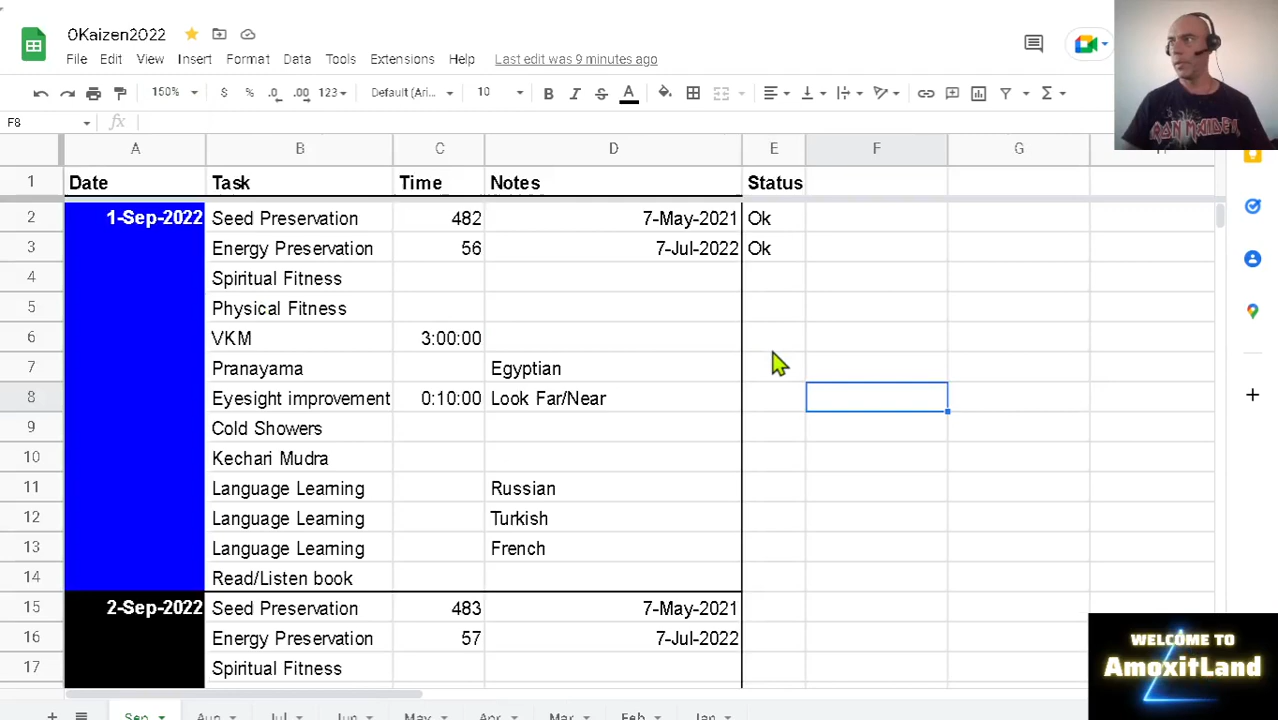 0Kaizen2022
File Edit View Insert Format Data Tools Extensions Help Last edit was 9 minutes ago
150% $ % .0 .00 123 Default (Ari... 10 B I S A
F8 fx
A B C D E F G
1 Date Task Time Notes Status
2 1-Sep-2022 Seed Preservation 482 7-May-2021 Ok
3 Energy Preservation 56 7-Jul-2022 Ok
4 Spiritual Fitness
5 Physical Fitness
6 VKM 3:00:00
7 Pranayama Egyptian
8 Eyesight improvement 0:10:00 Look Far/Near
9 Cold Showers
10 Kechari Mudra
11 Language Learning Russian
12 Language Learning Turkish
13 Language Learning French
14 Read/Listen book
15 2-Sep-2022 Seed Preservation 483 7-May-2021
16 Energy Preservation 57 7-Jul-2022
17 Spiritual Fitness
Sep Aug Jul Jun May Apr Mar Feb Jan
IRON MAIDEN
WELCOME TO
AmoxitLand